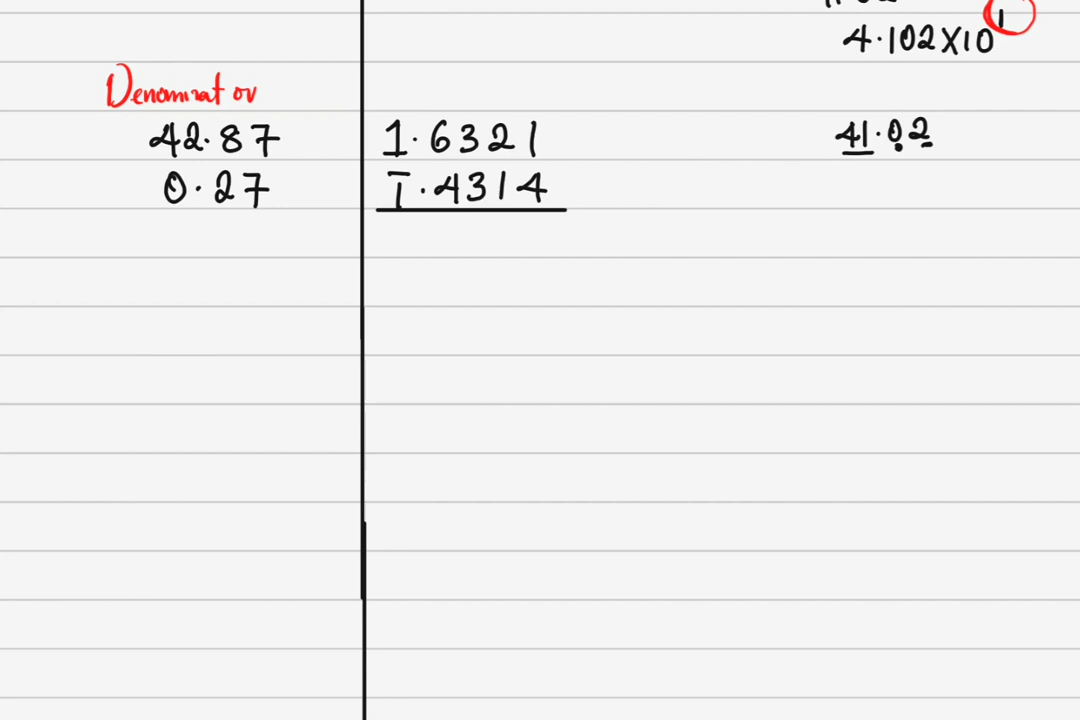 4.102X10¹
Denominator
42.87 1.6321 41.02
0.27 1̅.4314